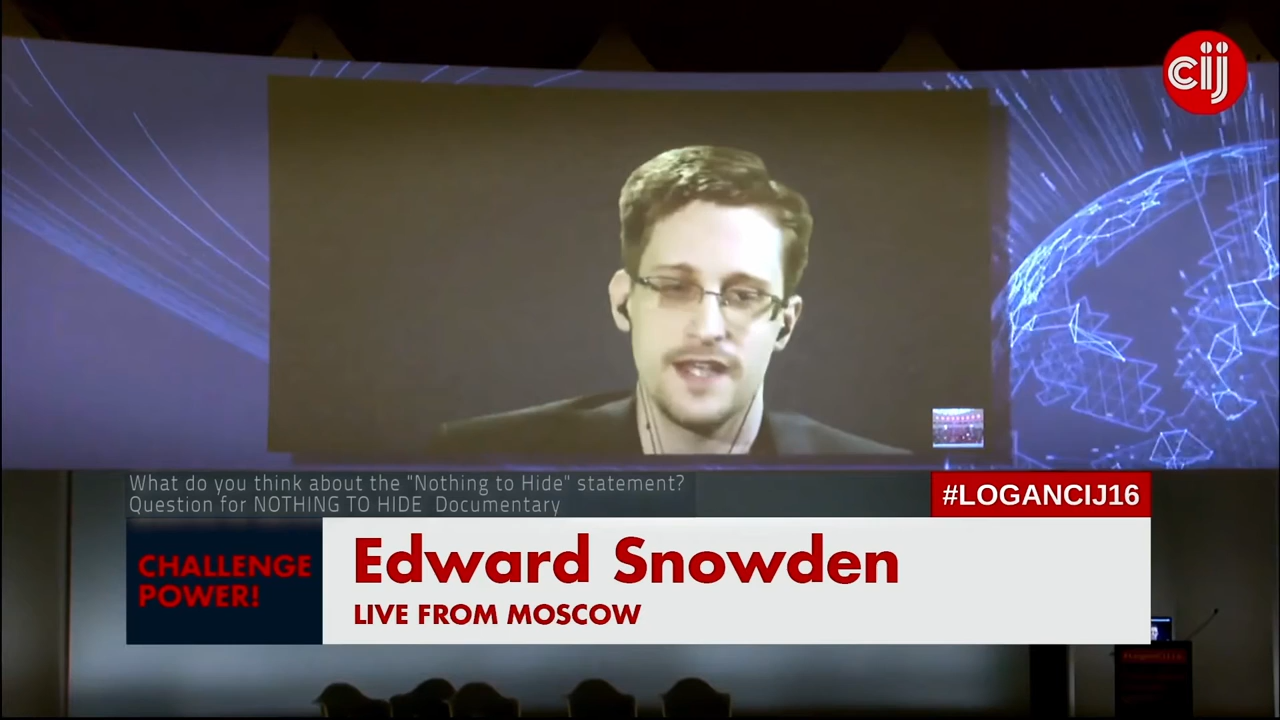 cij
What do you think about the "Nothing to Hide" statement?
Question for NOTHING TO HIDE Documentary
#LOGANCIJ16
CHALLENGE
POWER!
Edward Snowden
LIVE FROM MOSCOW